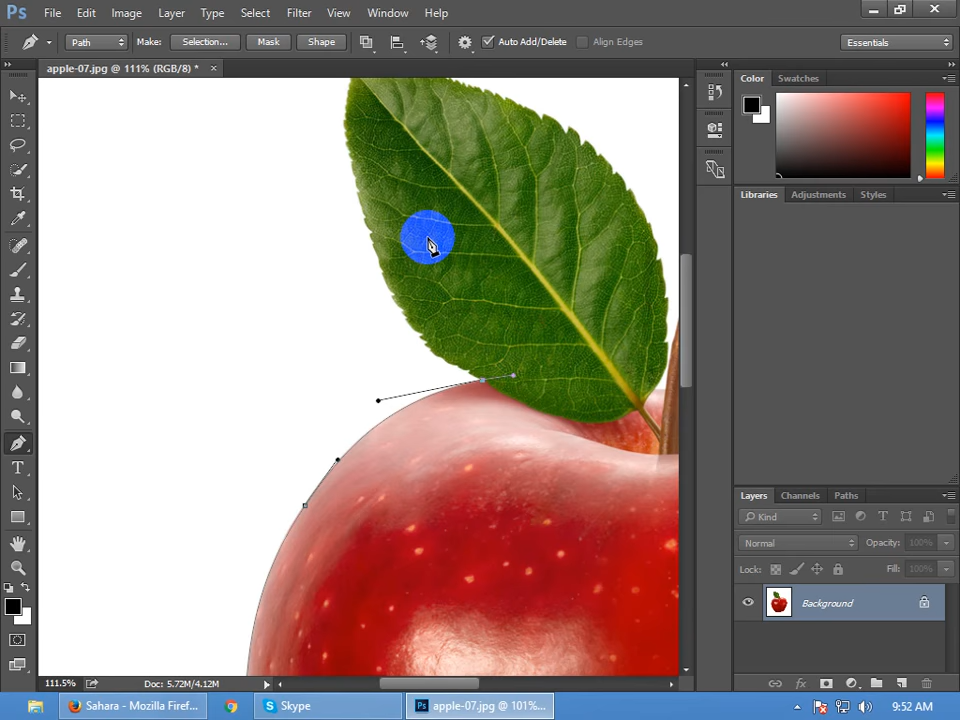 Ps File Edit Image Layer Type Select Filter View Window Help
Path Make: Selection... Mask Shape Auto Add/Delete Align Edges Essentials
apple-07.jpg @ 111% (RGB/8) *
Color Swatches
Libraries Adjustments Styles
Layers Channels Paths
Kind
Normal Opacity: 100%
Lock: Fill: 100%
Background
T
111.5% Doc: 5.72M/4.12M
Sahara - Mozilla Firef... Skype Ps apple-07.jpg @ 101%... 9:52 AM